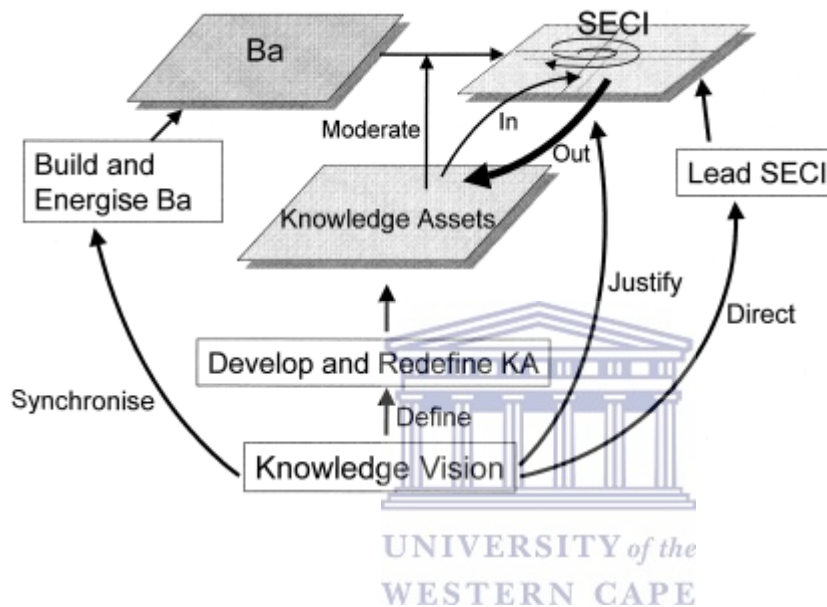 SECI
Ba
Moderate
In
Out
Build and
Energise Ba
Lead SECI
Knowledge Assets
Justify
Direct
Develop and Redefine KA
Synchronise
Define
Knowledge Vision
UNIVERSITY of the
WESTERN CAPE